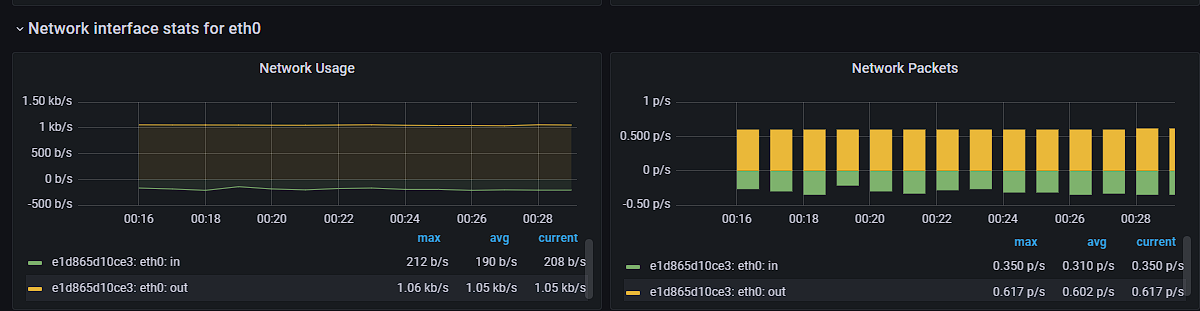 Network interface stats for eth0
Network Usage
1.50 kb/s
1 kb/s
500 b/s
0 b/s
-500 b/s
00:16 00:18 00:20 00:22 00:24 00:26 00:28
max avg current
e1d865d10ce3: eth0: in 212 b/s 190 b/s 208 b/s
e1d865d10ce3: eth0: out 1.06 kb/s 1.05 kb/s 1.05 kb/s
Network Packets
1 p/s
0.500 p/s
0 p/s
-0.50 p/s
00:16 00:18 00:20 00:22 00:24 00:26 00:28
max avg current
e1d865d10ce3: eth0: in 0.350 p/s 0.310 p/s 0.350 p/s
e1d865d10ce3: eth0: out 0.617 p/s 0.602 p/s 0.617 p/s